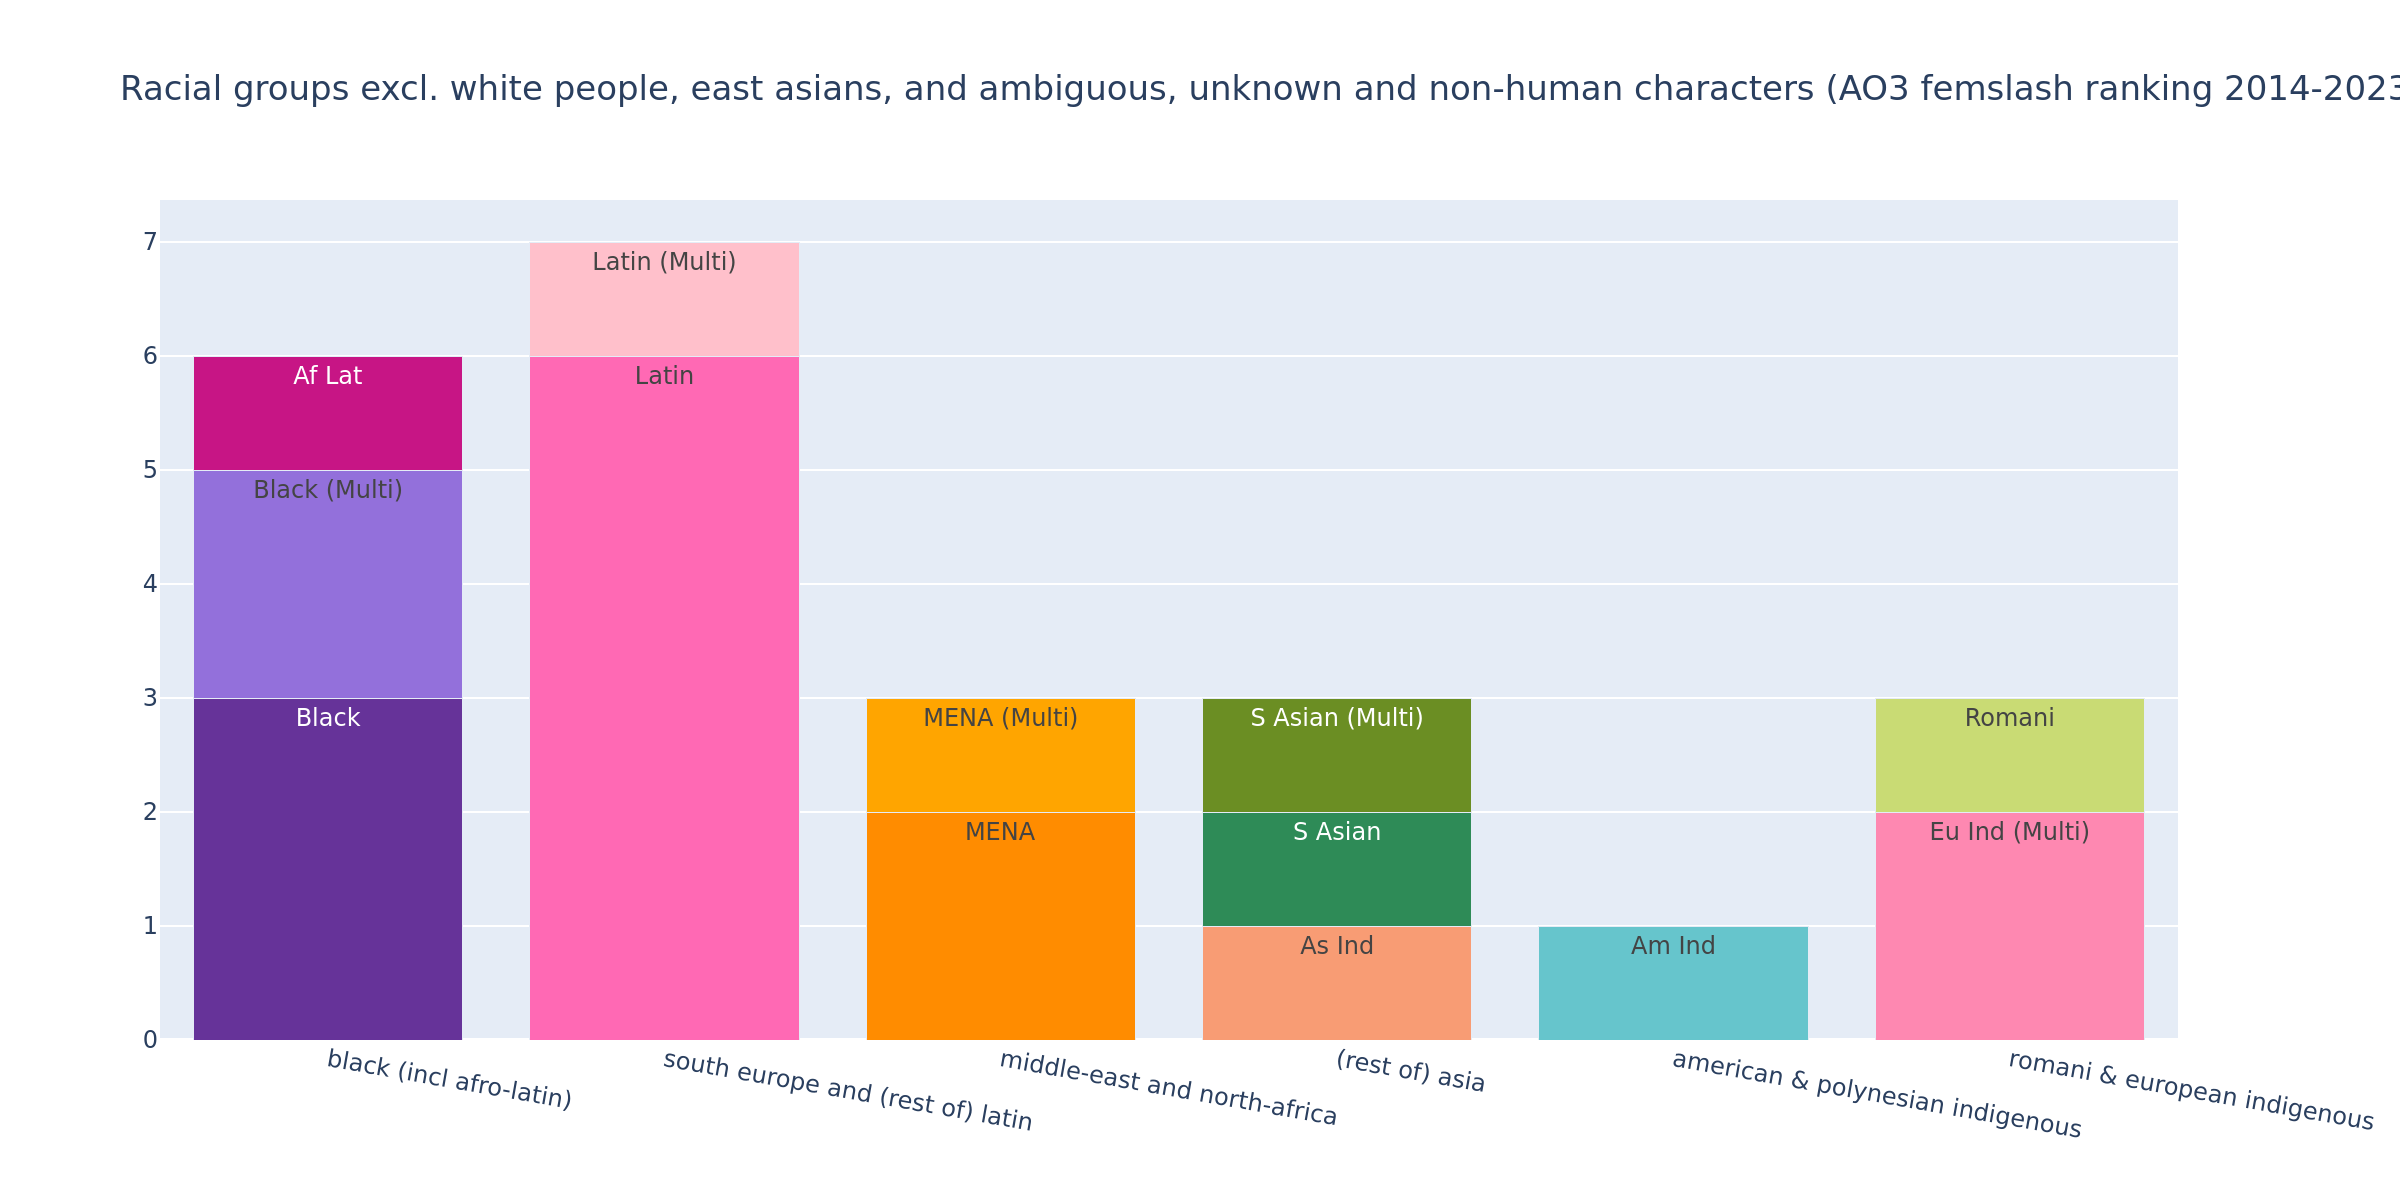 Racial groups excl. white people, east asians, and ambiguous, unknown and non-human characters (AO3 femslash ranking 2014-2023
7
6
5
4
3
2
1
0
Af Lat
Black (Multi)
Black
Latin (Multi)
Latin
MENA (Multi)
MENA
S Asian (Multi)
S Asian
As Ind
Am Ind
Romani
Eu Ind (Multi)
black (incl afro-latin)
south europe and (rest of) latin
middle-east and north-africa
(rest of) asia
american & polynesian indigenous
romani & european indigenous